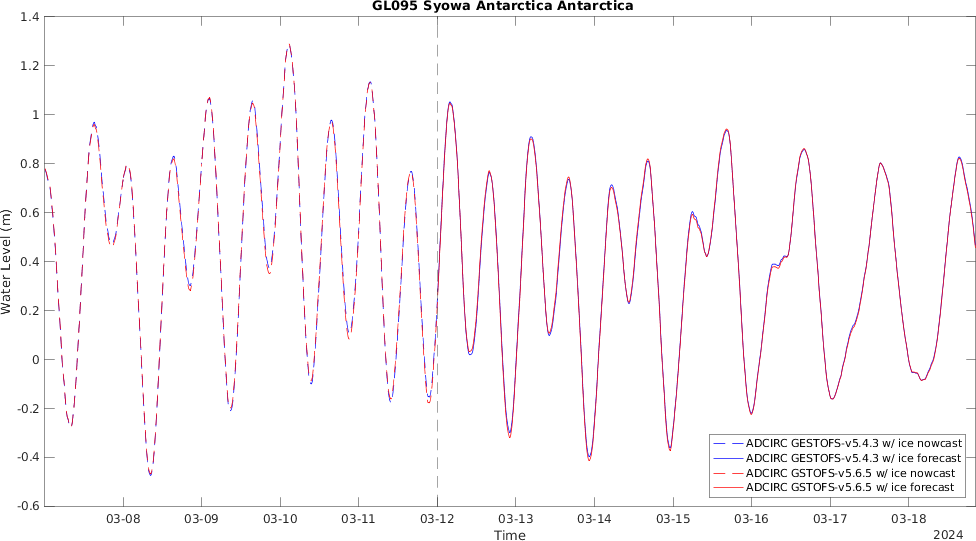 GL095 Syowa Antarctica Antarctica
1.4
1.2
1
0.8
0.6
0.4
0.2
0
-0.2
-0.4
-0.6
Water Level (m)
ADCIRC GESTOFS-v5.4.3 w/ ice nowcast
ADCIRC GESTOFS-v5.4.3 w/ ice forecast
ADCIRC GSTOFS-v5.6.5 w/ ice nowcast
ADCIRC GSTOFS-v5.6.5 w/ ice forecast
03-08 03-09 03-10 03-11 03-12 03-13 03-14 03-15 03-16 03-17 03-18
Time
2024